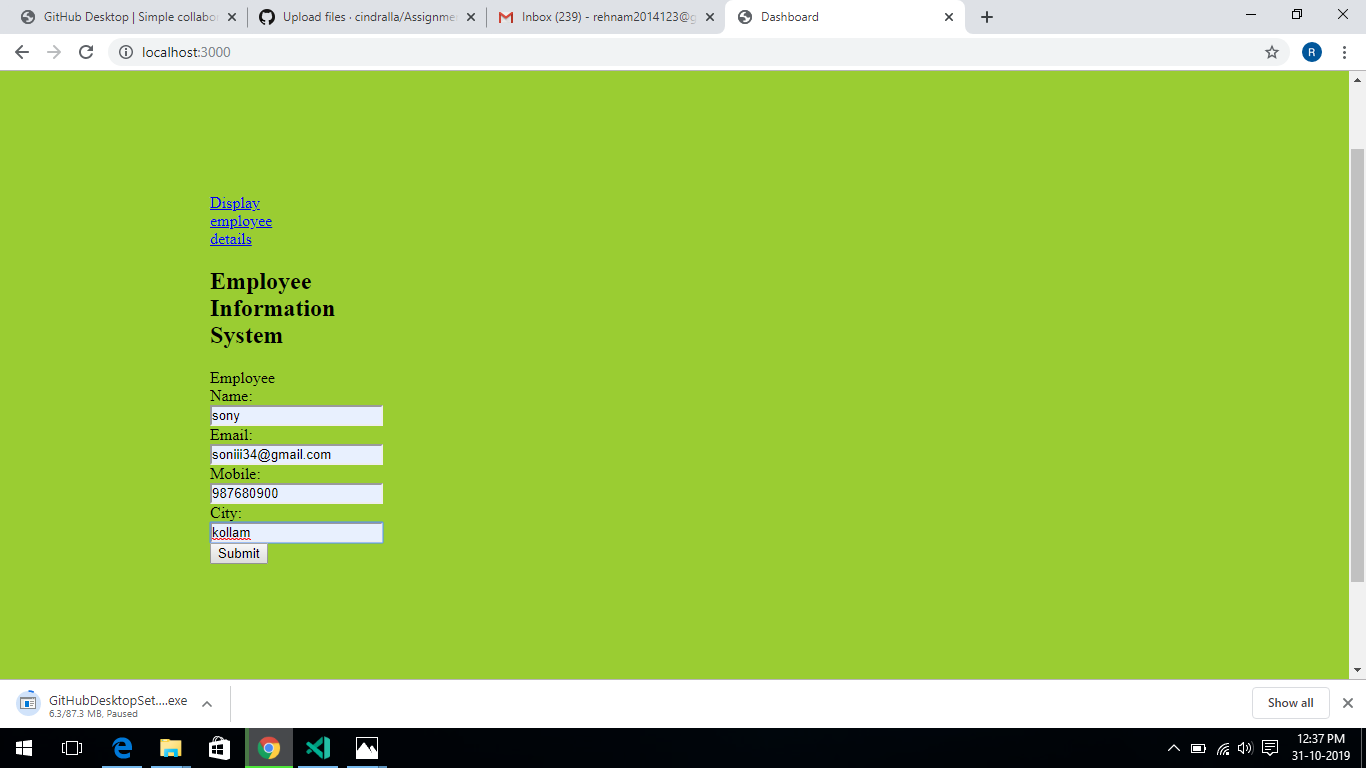 GitHub Desktop | Simple collabo
Upload files · cindralla/Assignme
Inbox (239) - rehnam2014123@g
Dashboard
localhost:3000
R
Display
employee
details
Employee
Information
System
Employee
Name:
sony
Email:
soniii34@gmail.com
Mobile:
987680900
City:
kollam
Submit
GitHubDesktopSet....exe
6.3/87.3 MB, Paused
Show all
12:37 PM
31-10-2019